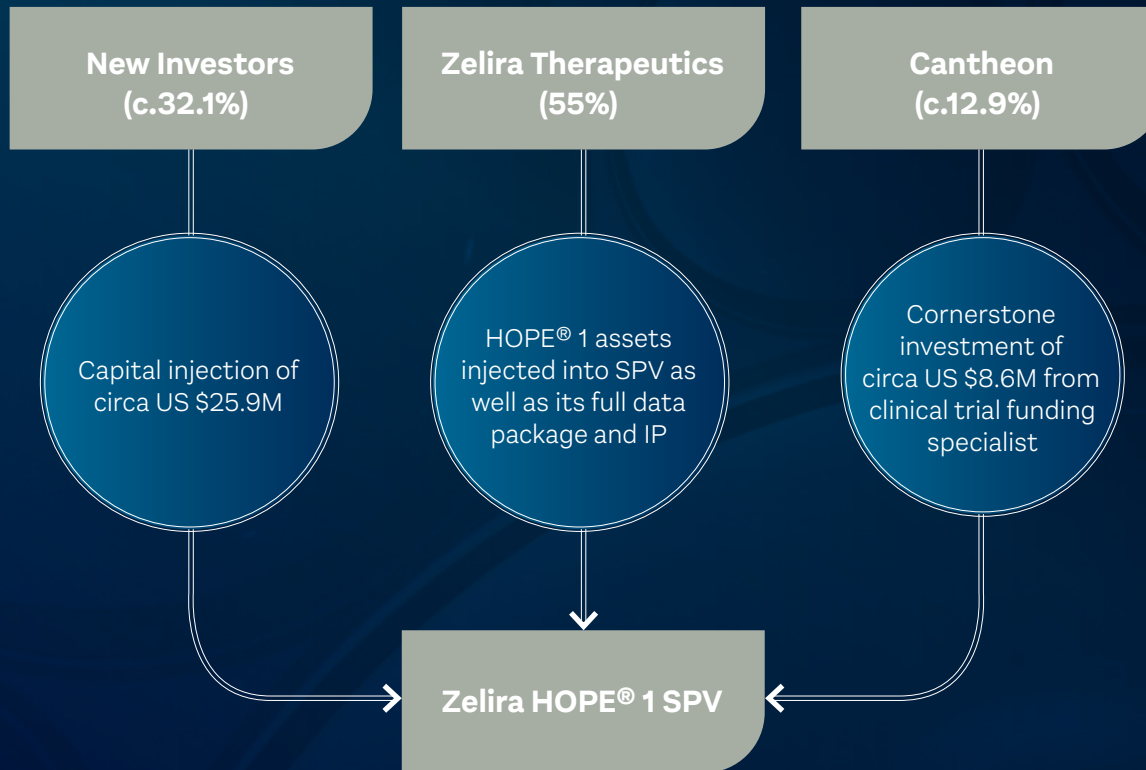 New Investors
(c.32.1%)
Zelira Therapeutics
(55%)
Cantheon
(c.12.9%)
Capital injection of
circa US $25.9M
HOPE® 1 assets
injected into SPV as
well as its full data
package and IP
Cornerstone
investment of
circa US $8.6M from
clinical trial funding
specialist
Zelira HOPE® 1 SPV